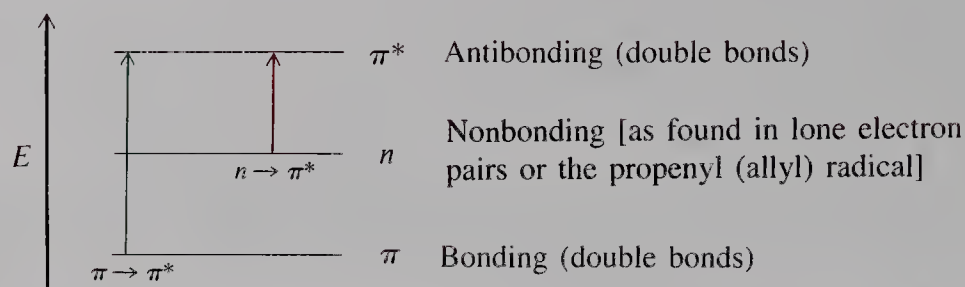 π* Antibonding (double bonds)
Nonbonding [as found in lone electron
E n pairs or the propenyl (allyl) radical]
n → π*
π Bonding (double bonds)
π → π*